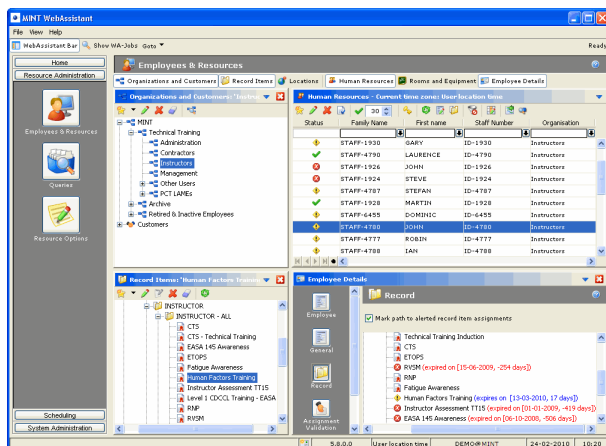 MINT WebAssistant
File View Help
WebAssistant Bar Show WA-Jobs Goto Ready
Home
Resource Administration
Employees & Resources
Queries
Resource Options
Scheduling
System Administration
Employees & Resources
Organizations and Customers Record Items Locations Human Resources Rooms and Equipment Employee Details
Organizations and Customers: 'Instru
MINT
Technical Training
Administration
Contractors
Instructors
Management
Other Users
PCT LAMEs
Archive
Retired & Inactive Employees
Customers
Human Resources - Current time zone: User location time
30
Status Family Name First name Staff Number Organisation
STAFF-1930 GARY ID-1930 Instructors
STAFF-4790 LAURENCE ID-4790 Instructors
STAFF-1926 JOHN ID-1926 Instructors
STAFF-1924 STEVE ID-1924 Instructors
STAFF-4787 STEFAN ID-4787 Instructors
STAFF-1928 MARTIN ID-1928 Instructors
STAFF-6455 DOMINIC ID-6455 Instructors
STAFF-4780 JOHN ID-4780 Instructors
STAFF-4777 ROBIN ID-4777 Instructors
STAFF-4788 IAN ID-4788 Instructors
Record Items: 'Human Factors Trainin
INSTRUCTOR
INSTRUCTOR - ALL
CTS
CTS - Technical Training
EASA 145 Awareness
ETOPS
Fatigue Awareness
Human Factors Training
Instructor Assessment TT15
Level 1 CDCCL Training - EASA
RNP
RVSM
Employee Details
Employee
General
Record
Assignment Validation
Record
Mark path to alerted record item assignments
Technical Training Induction
CTS
ETOPS
RVSM (expired on [15-06-2009, -254 days])
RNP
Fatigue Awareness
Human Factors Training (expires on [13-03-2010, 17 days])
Instructor Assessment TT15 (expired on [01-01-2009, -419 days])
EASA 145 Awareness (expired on [06-10-2008, -506 days])
5.8.0.0 User location time DEMO@MINT 24-02-2010 10:20